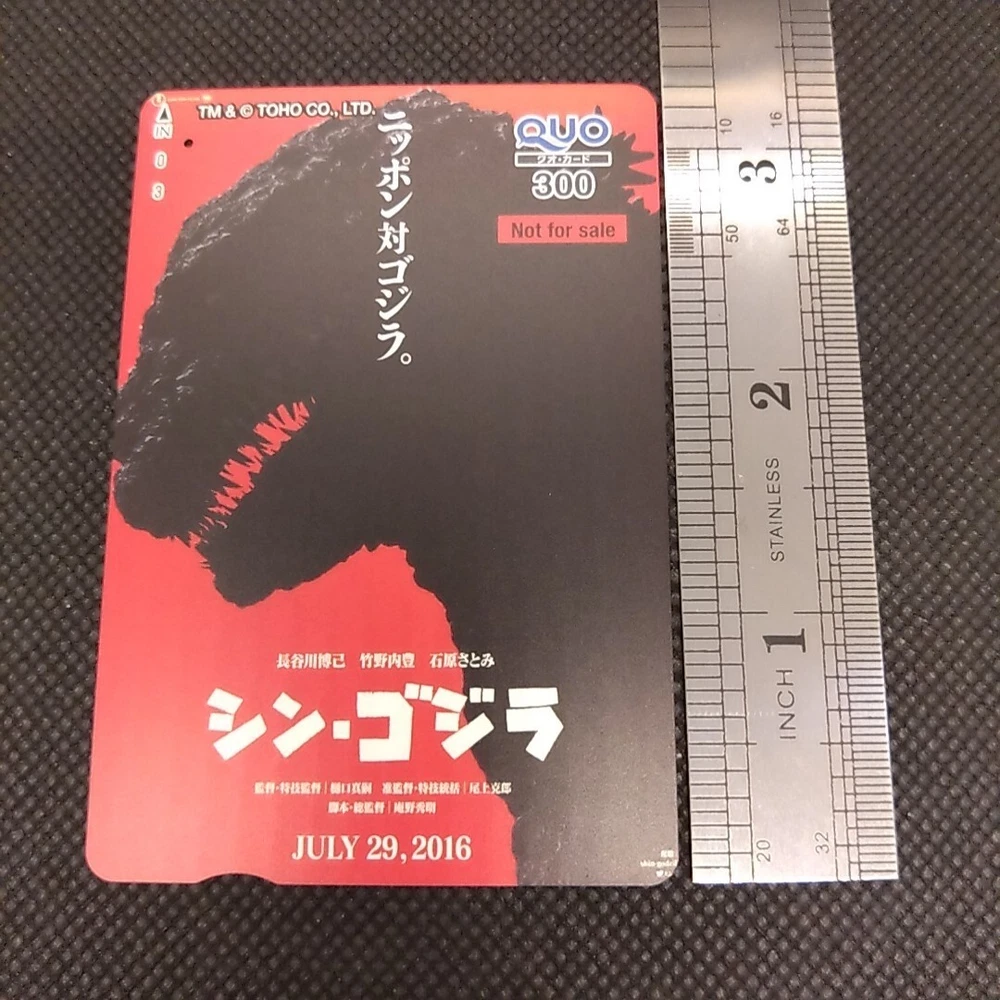 IN
0
3
TM & © TOHO CO., LTD.
ニッポン対ゴジラ。
QUO
クオ・カード
300
Not for sale
長谷川博己 竹野内豊 石原さとみ
シン・ゴジラ
監督・特技監督|樋口真嗣 准監督・特技統括|尾上克郎
脚本・総監督|庵野秀明
JULY 29, 2016
10
16
3
50
64
2
STAINLESS
1
INCH
20
32